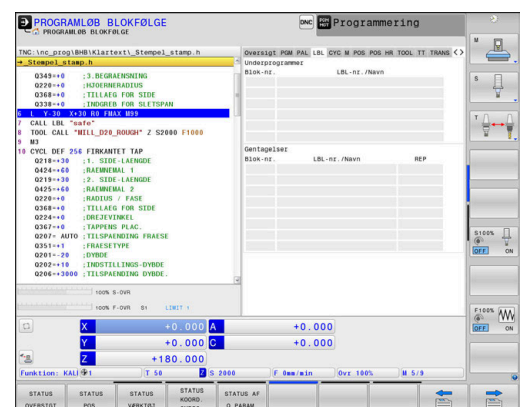 PROGRAMLØB BLOKFØLGE
PROGRAMLØB BLOKFØLGE
DNC
Programmering
TNC:\nc_prog\BHB\Klartext\_Stempel_stamp.h
→_Stempel_stamp.h
Q349=+0 ;3.BEGRAENSNING
Q220=+0 ;HJOERNERADIUS
Q368=+0 ;TILLAEG FOR SIDE
Q338=+0 ;INDGREB FOR SLETSPAN
6 L Y-30 X+30 R0 FMAX M99
7 CALL LBL "safe"
8 TOOL CALL "MILL_D20_ROUGH" Z S2000 F1000
9 M3
10 CYCL DEF 256 FIRKANTET TAP
Q218=+30 ;1. SIDE-LAENGDE
Q424=+60 ;RAEMNEMAL 1
Q219=+30 ;2. SIDE-LAENGDE
Q425=+60 ;RAEMNEMAL 2
Q220=+0 ;RADIUS / FASE
Q368=+0 ;TILLAEG FOR SIDE
Q224=+0 ;DREJEVINKEL
Q367=+0 ;TAPPENS PLAC.
Q207= AUTO ;TILSPAENDING FRAESE
Q351=+1 ;FRAESETYPE
Q201=-20 ;DYBDE
Q202=+10 ;INDSTILLINGS-DYBDE
Q206=+3000 ;TILSPAENDING DYBDE.
Oversigt PGM PAL LBL CYC M POS POS HR TOOL TT TRANS
Underprogrammer
Blok-nr. LBL-nr./Navn
Gentagelser
Blok-nr. LBL-nr./Navn REP
100% S-OVR
100% F-OVR S1 LIMIT 1
X +0.000 A +0.000
Y +0.000 C +0.000
Z +180.000
Funktion: KALI 1 T 50 Z S 2000 F 0mm/min Ovr 100% M 5/9
M
S
T
S100%
OFF ON
F100%
OFF ON
STATUS OVERSIGT
STATUS POS.
STATUS VÆRKTØJ
STATUS KOORD.
STATUS AF Q PARAM.